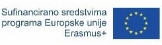 Sufinancirano sredstvima
programa Europske unije
Erasmus+